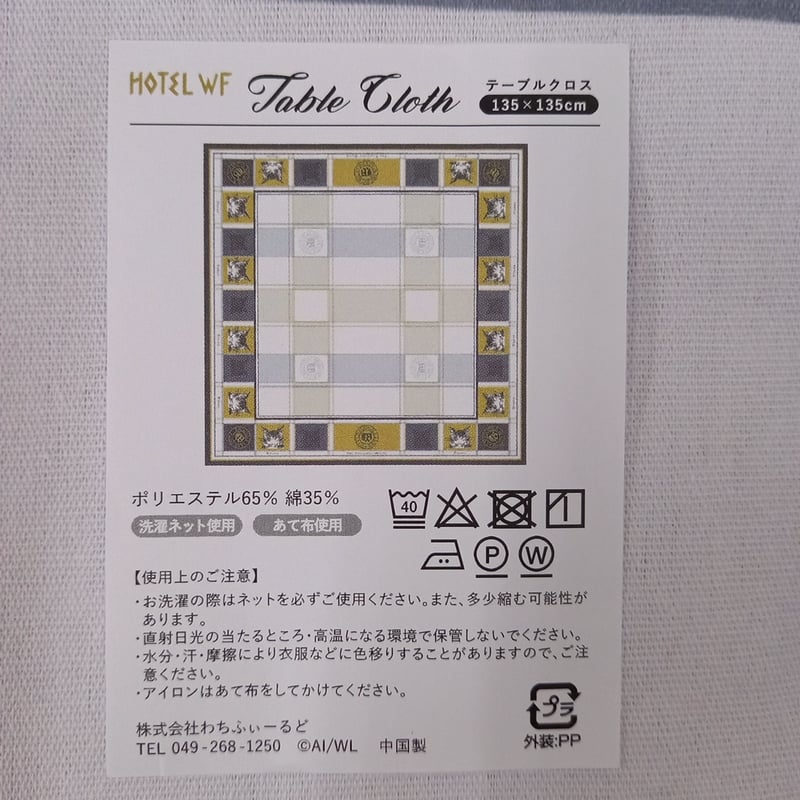 HOTEL WF
Table Cloth
テーブルクロス
135×135cm
ポリエステル65% 綿35%
洗濯ネット使用 あて布使用
40
P W
【使用上のご注意】
・お洗濯の際はネットを必ずご使用ください。また、多少縮む可能性が
あります。
・直射日光の当たるところ・高温になる環境で保管しないでください。
・水分・汗・摩擦により衣服などに色移りすることがありますので、ご注
意ください。
・アイロンはあて布をしてかけてください。
株式会社わちふぃーるど
TEL 049-268-1250 ©AI/WL 中国製
プラ
外装:PP